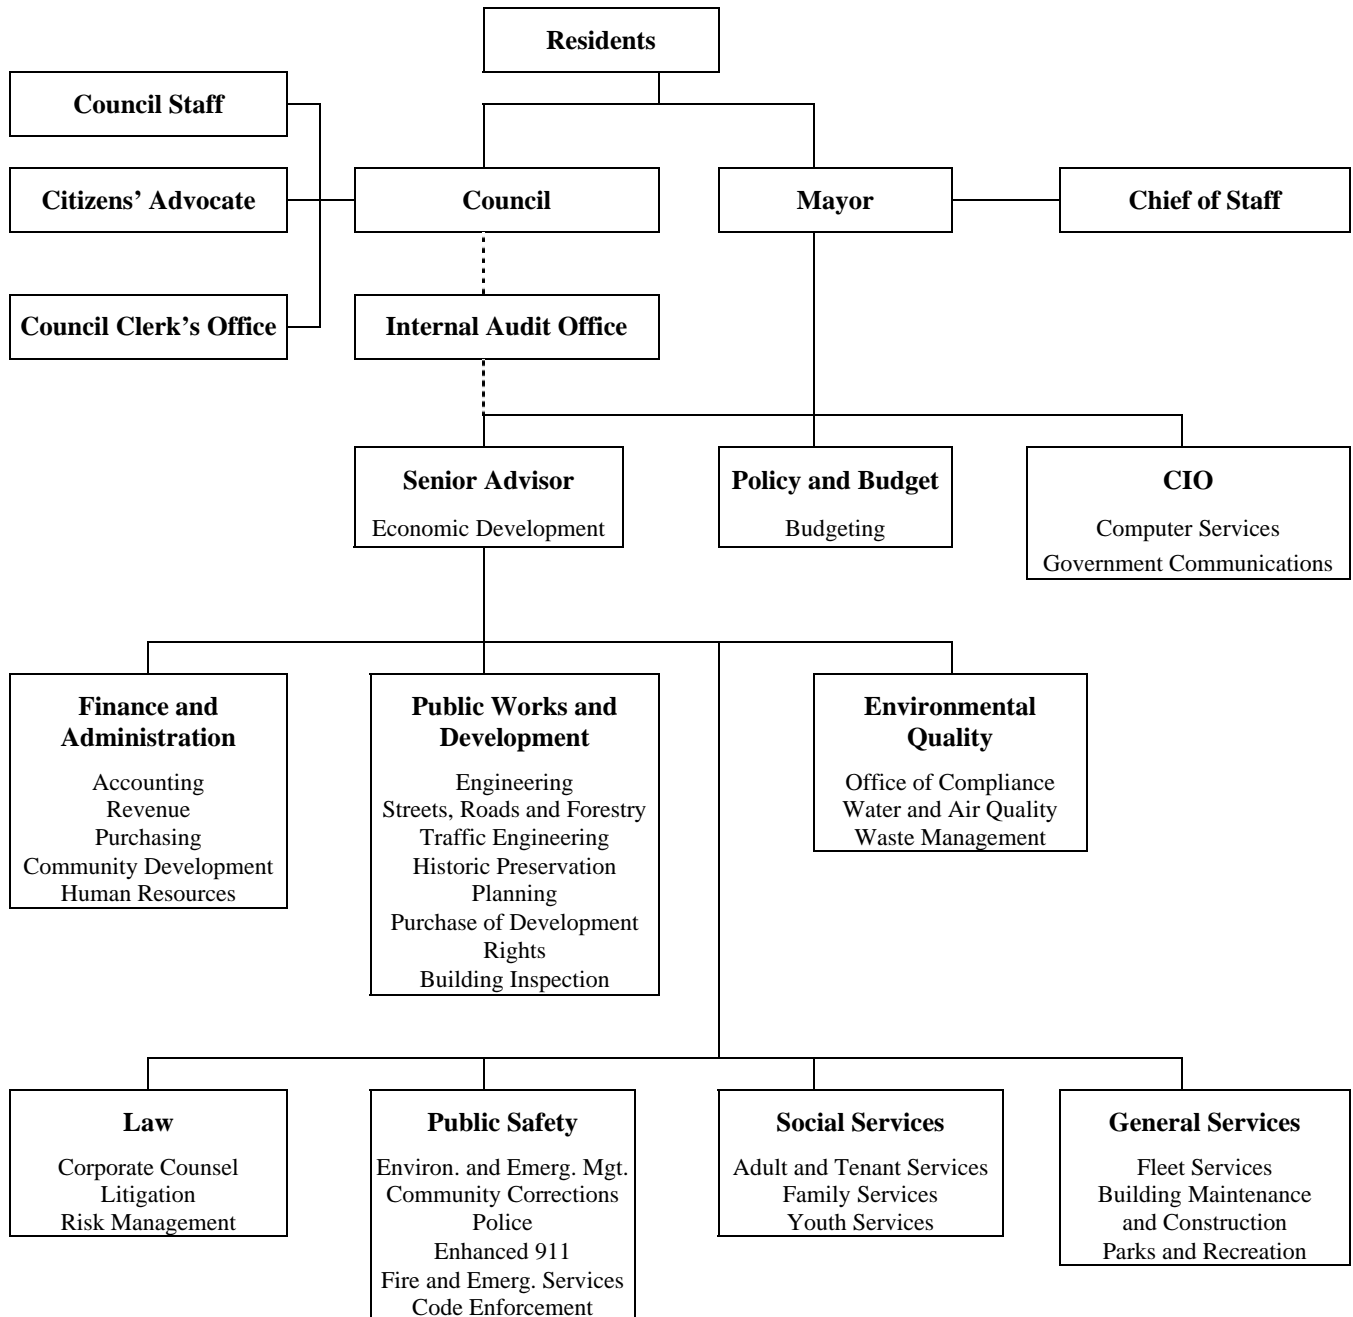 Residents
Council Staff
Citizens’ Advocate
Council
Mayor
Chief of Staff
Council Clerk’s Office
Internal Audit Office
Senior Advisor
Economic Development
Policy and Budget
Budgeting
CIO
Computer Services
Government Communications
Finance and
Administration
Accounting
Revenue
Purchasing
Community Development
Human Resources
Public Works and
Development
Engineering
Streets, Roads and Forestry
Traffic Engineering
Historic Preservation
Planning
Purchase of Development
Rights
Building Inspection
Environmental
Quality
Office of Compliance
Water and Air Quality
Waste Management
Law
Corporate Counsel
Litigation
Risk Management
Public Safety
Environ. and Emerg. Mgt.
Community Corrections
Police
Enhanced 911
Fire and Emerg. Services
Code Enforcement
Social Services
Adult and Tenant Services
Family Services
Youth Services
General Services
Fleet Services
Building Maintenance
and Construction
Parks and Recreation